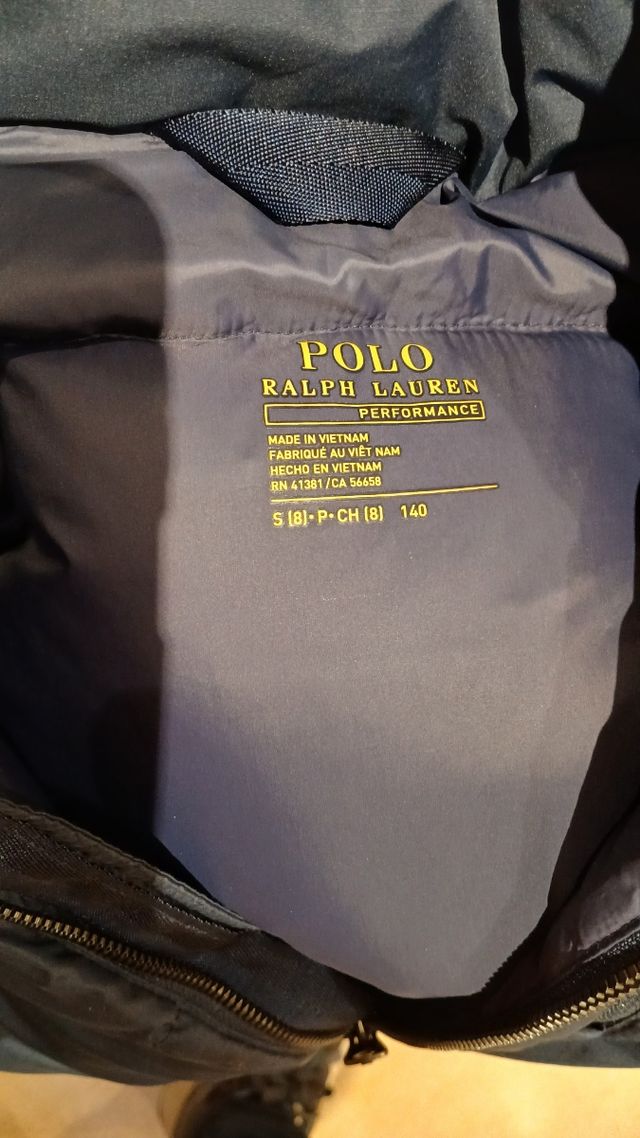 POLO
RALPH LAUREN
PERFORMANCE
MADE IN VIETNAM
FABRIQUÉ AU VIÊT NAM
HECHO EN VIETNAM
RN 41381/CA 56658
S (8)• P• CH (8) 140